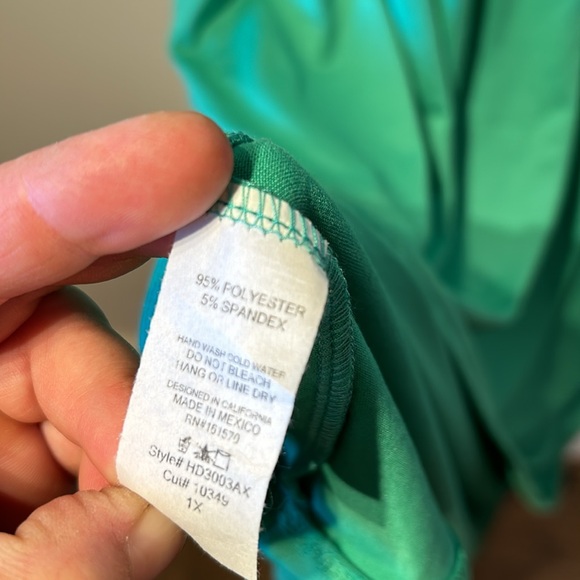 95% POLYESTER
5% SPANDEX
HAND WASH COLD WATER
DO NOT BLEACH
HANG OR LINE DRY
DESIGNED IN CALIFORNIA
MADE IN MEXICO
RN#161579
Style# HD3003AX
Cut# 10349
1X